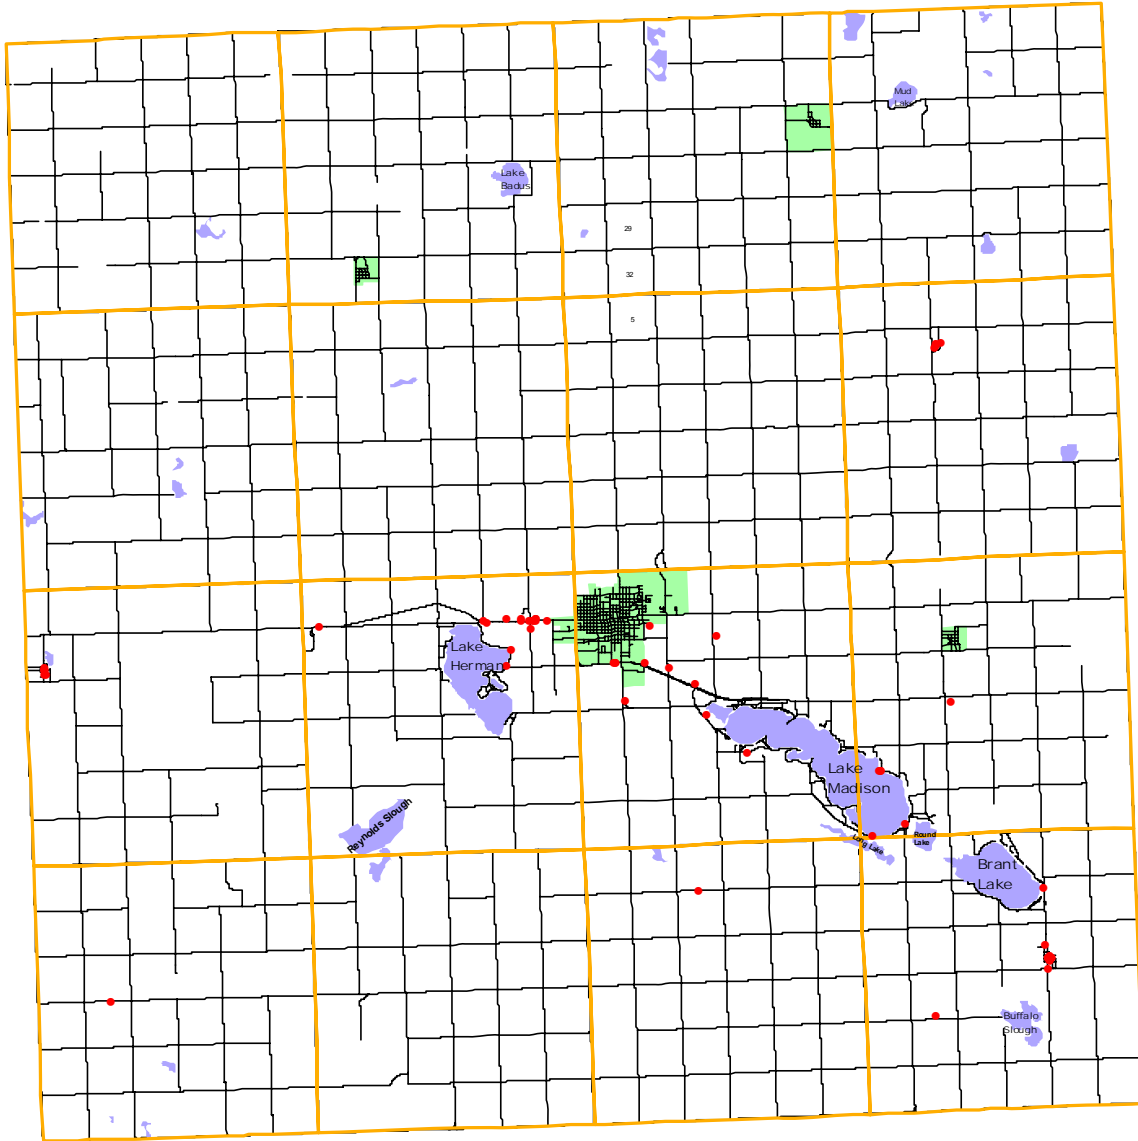 Mud
Lake
Lake
Badus
29
32
5
Lake
Herman
Lake
Madison
Reynolds Slough
Long Lake
Round
Lake
Brant
Lake
Buffalo
Slough